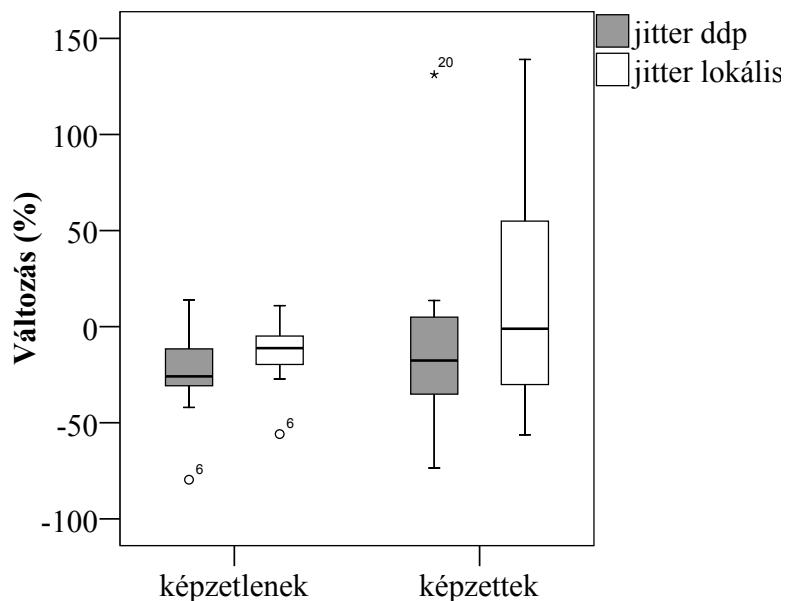 jitter ddp
jitter lokális
Változás (%)
150
100
50
0
-50
-100
20
6
6
képzetlenek
képzettek